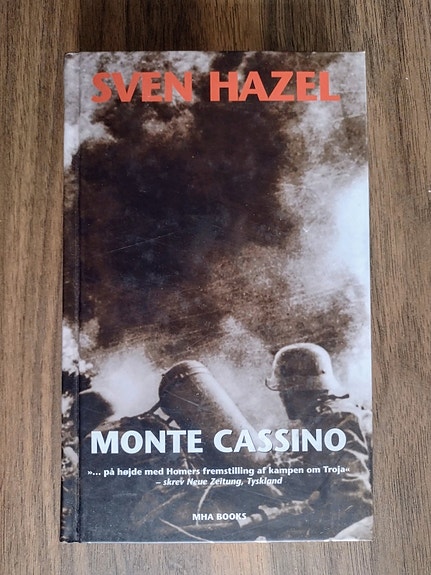 SVEN HAZEL
MONTE CASSINO
»... på højde med Homers fremstilling af kampen om Troja«
– skrev Neue Zeitung, Tyskland
MHA BOOKS